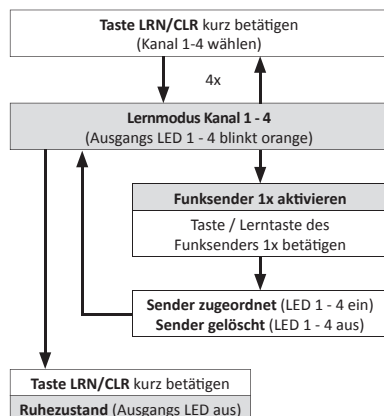 Taste LRN/CLR kurz betätigen
(Kanal 1-4 wählen)
4x
Lernmodus Kanal 1 - 4
(Ausgangs LED 1 - 4 blinkt orange)
Funksender 1x aktivieren
Taste / Lerntaste des
Funksenders 1x betätigen
Sender zugeordnet (LED 1 - 4 ein)
Sender gelöscht (LED 1 - 4 aus)
Taste LRN/CLR kurz betätigen
Ruhezustand (Ausgangs LED aus)